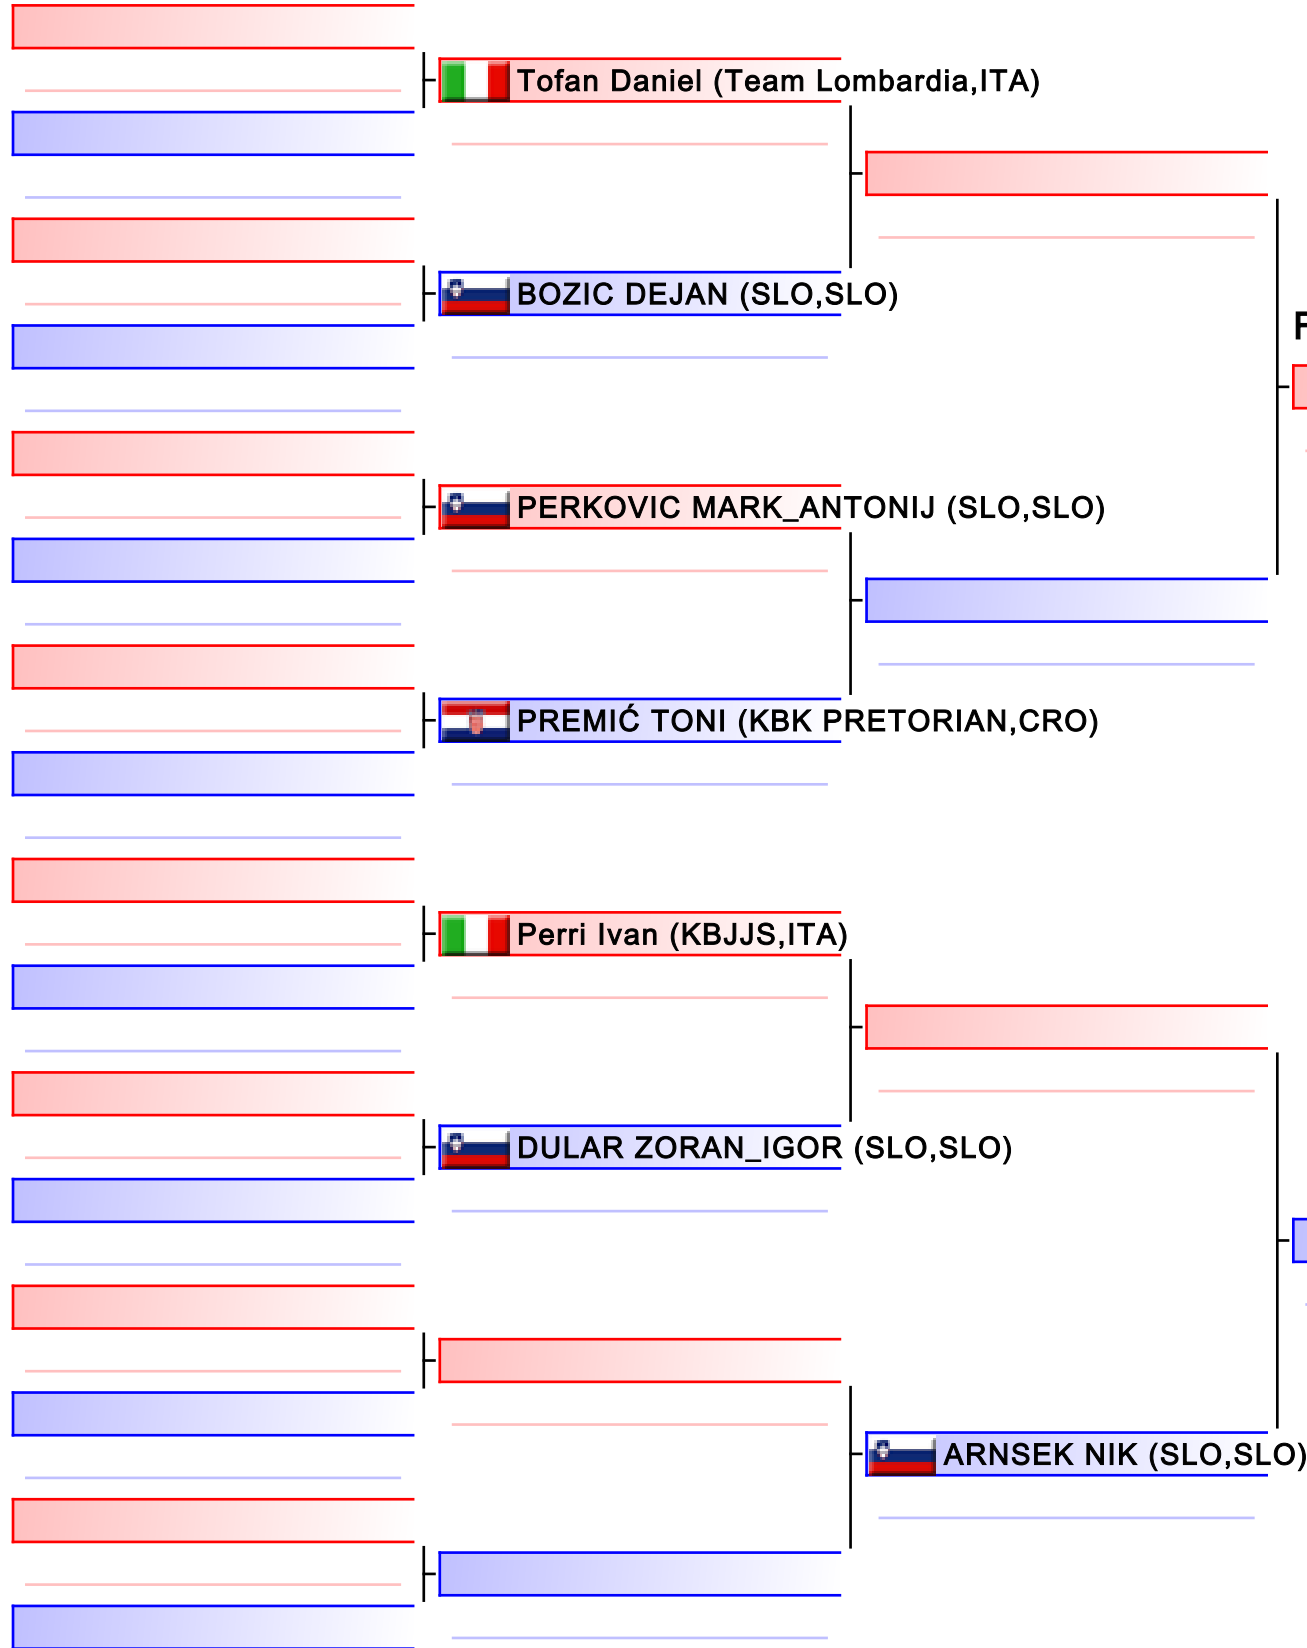 Tofan Daniel (Team Lombardia,ITA)
BOZIC DEJAN (SLO,SLO)
PERKOVIC MARK_ANTONIJ (SLO,SLO)
PREMIĆ TONI (KBK PRETORIAN,CRO)
Perri Ivan (KBJJS,ITA)
DULAR ZORAN_IGOR (SLO,SLO)
ARNSEK NIK (SLO,SLO)